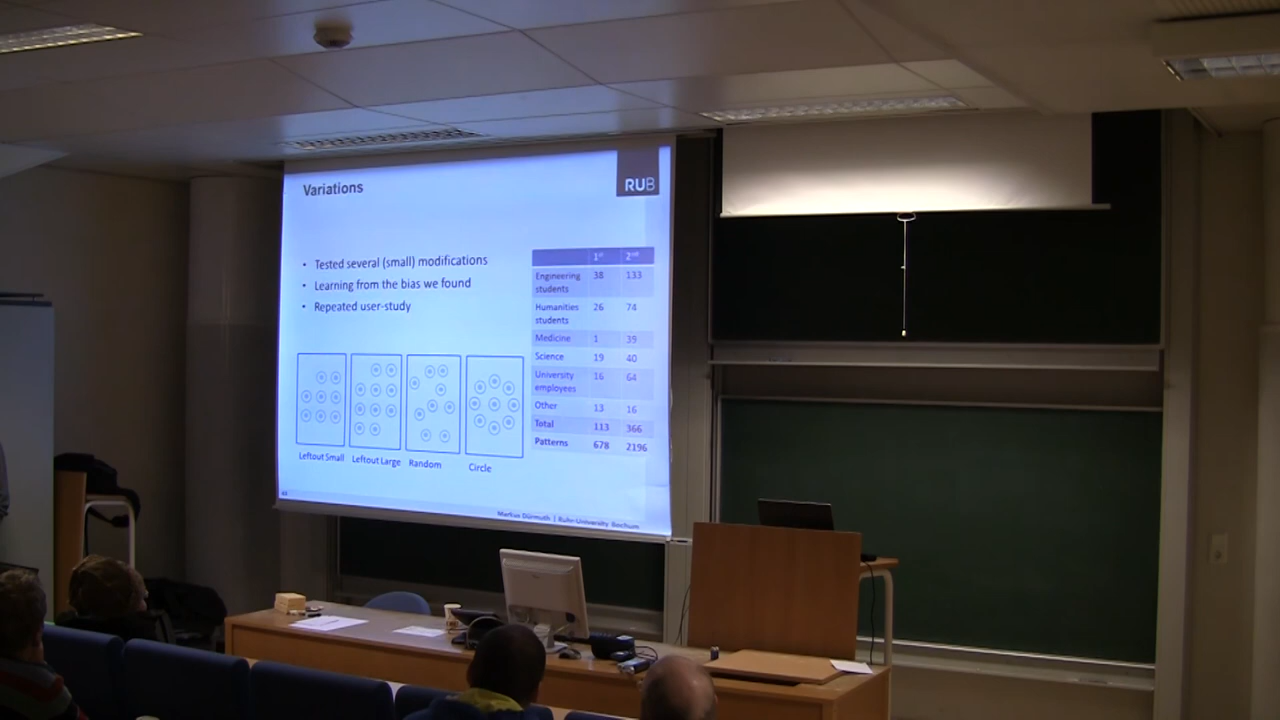 Variations
RUB
• Tested several (small) modifications
• Learning from the bias we found
• Repeated user-study
1st 2nd
Engineering students 38 133
Humanities students 26 74
Medicine 1 39
Science 19 40
University employees 16 64
Other 13 16
Total 113 366
Patterns 678 2196
Leftout Small Leftout Large Random Circle
Markus Dürmuth | Ruhr-University Bochum